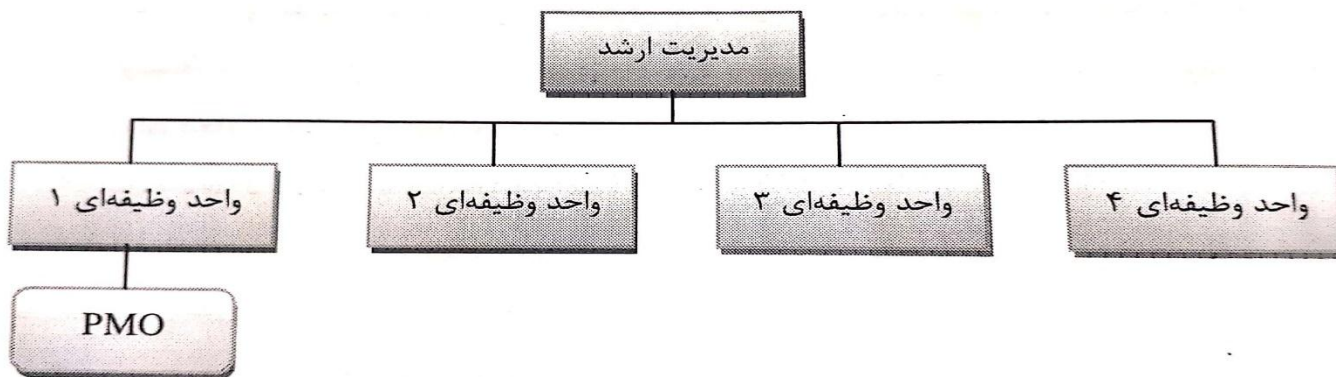 مدیریت ارشد
واحد وظیفه‌ای ۱
واحد وظیفه‌ای ۲
واحد وظیفه‌ای ۳
واحد وظیفه‌ای ۴
PMO